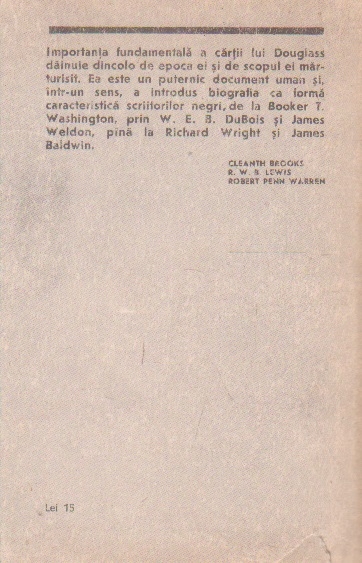 Importanța fundamentală a cărții lui Douglass
dăinuie dincolo de epoca ei și de scopul ei măr-
turisit. Ea este un puternic document uman și,
într-un sens, a introdus biografia ca formă
caracteristică scriitorilor negri, de la Booker T.
Washington, prin W. E. B. DuBois și James
Weldon, pînă la Richard Wright și James
Baldwin.
CLEANTH BROOKS
R. W. B. LEWIS
ROBERT PENN WARREN
Lei 15